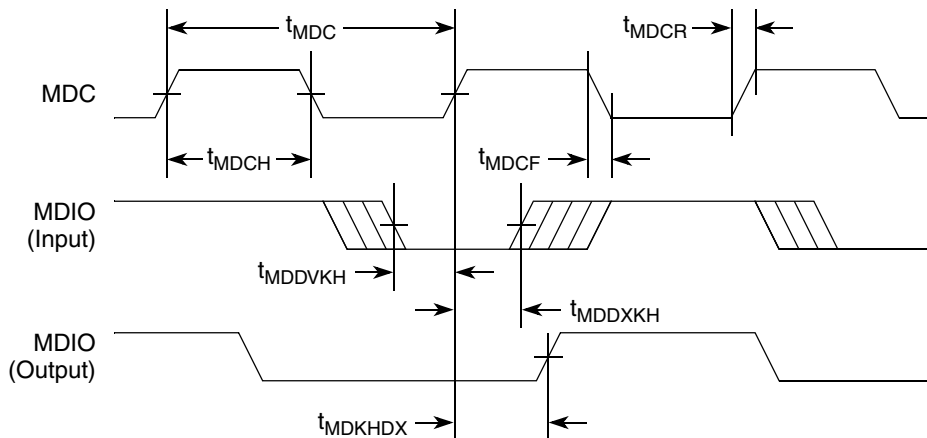 tMDC
tMDCR
MDC
tMDCH
tMDCF
MDIO
(Input)
tMDDVKH
tMDDXKH
MDIO
(Output)
tMDKHDX